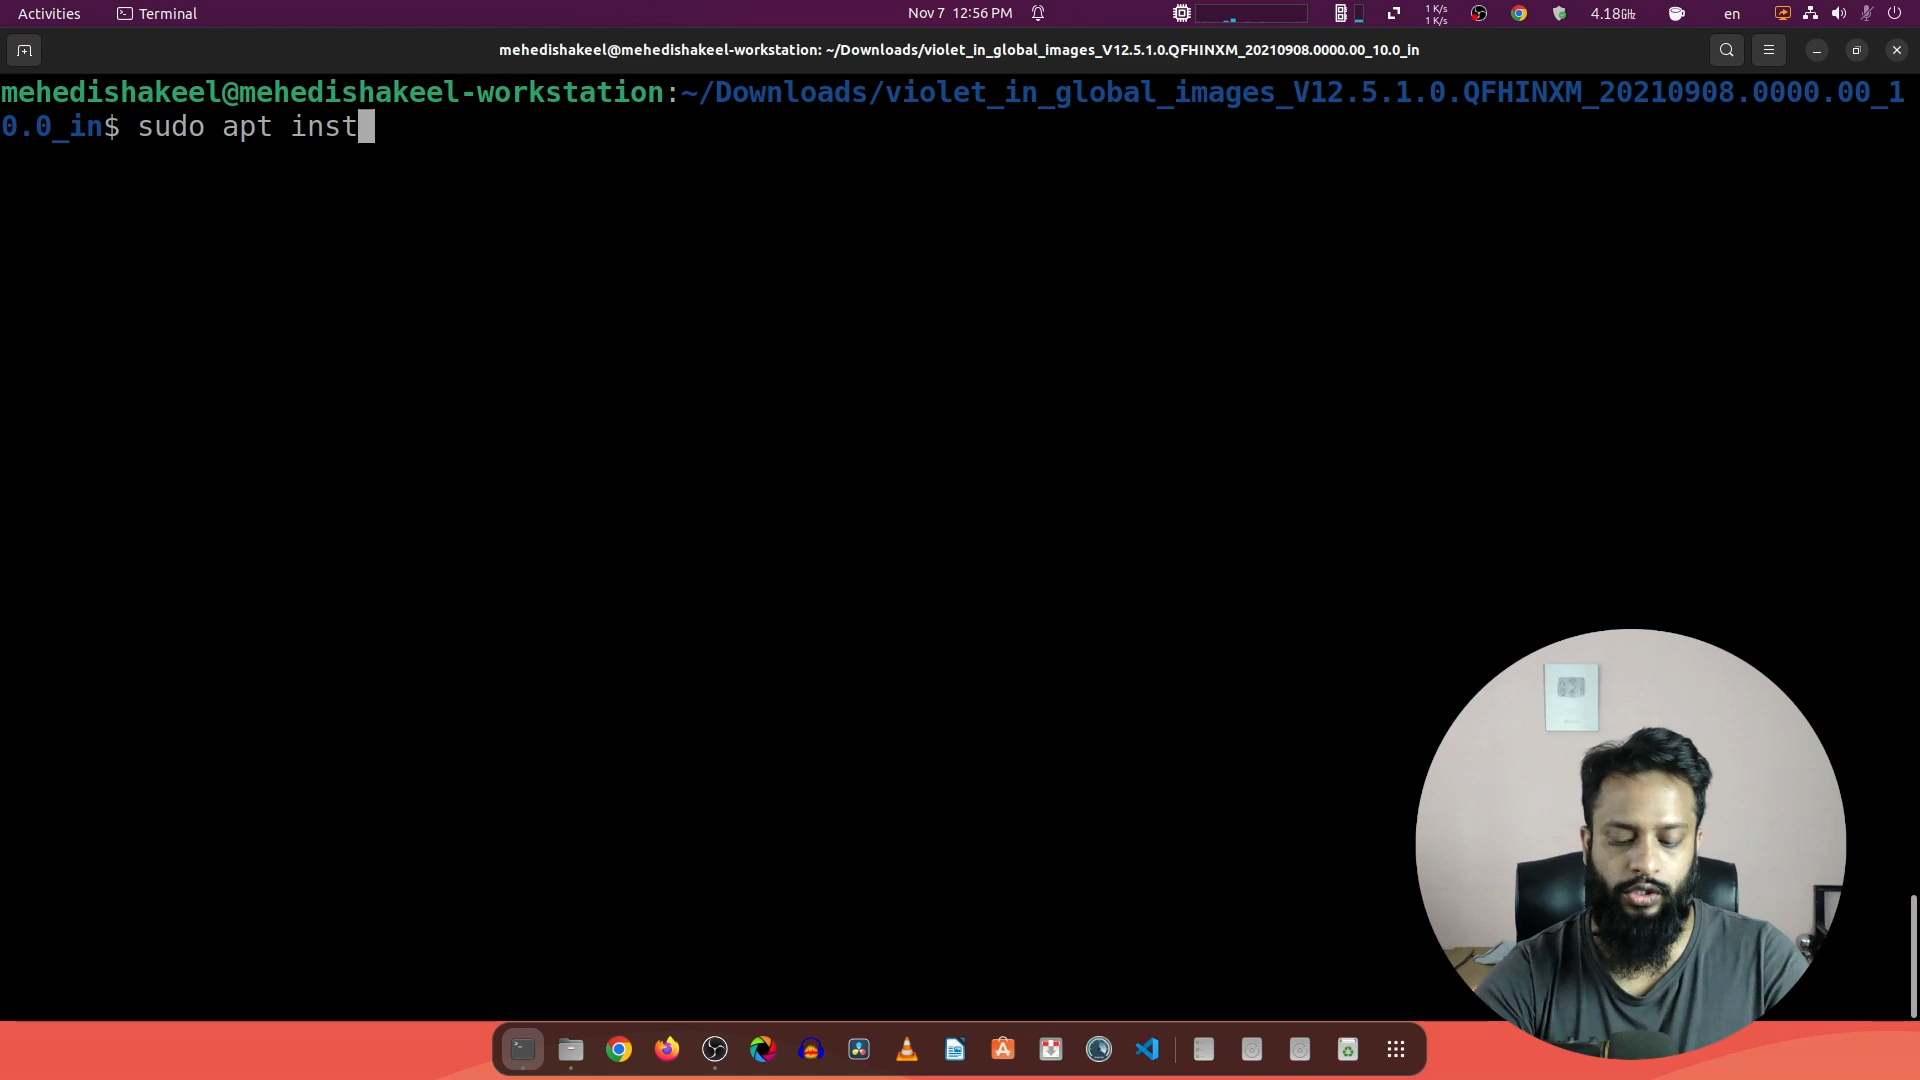 Activities
Terminal
Nov 7 12:56 PM
1 K/s
1 K/s
4.18GHz
en
mehedishakeel@mehedishakeel-workstation: ~/Downloads/violet_in_global_images_V12.5.1.0.QFHINXM_20210908.0000.00_10.0_in
mehedishakeel@mehedishakeel-workstation:~/Downloads/violet_in_global_images_V12.5.1.0.QFHINXM_20210908.0000.00_1
0.0_in$ sudo apt inst